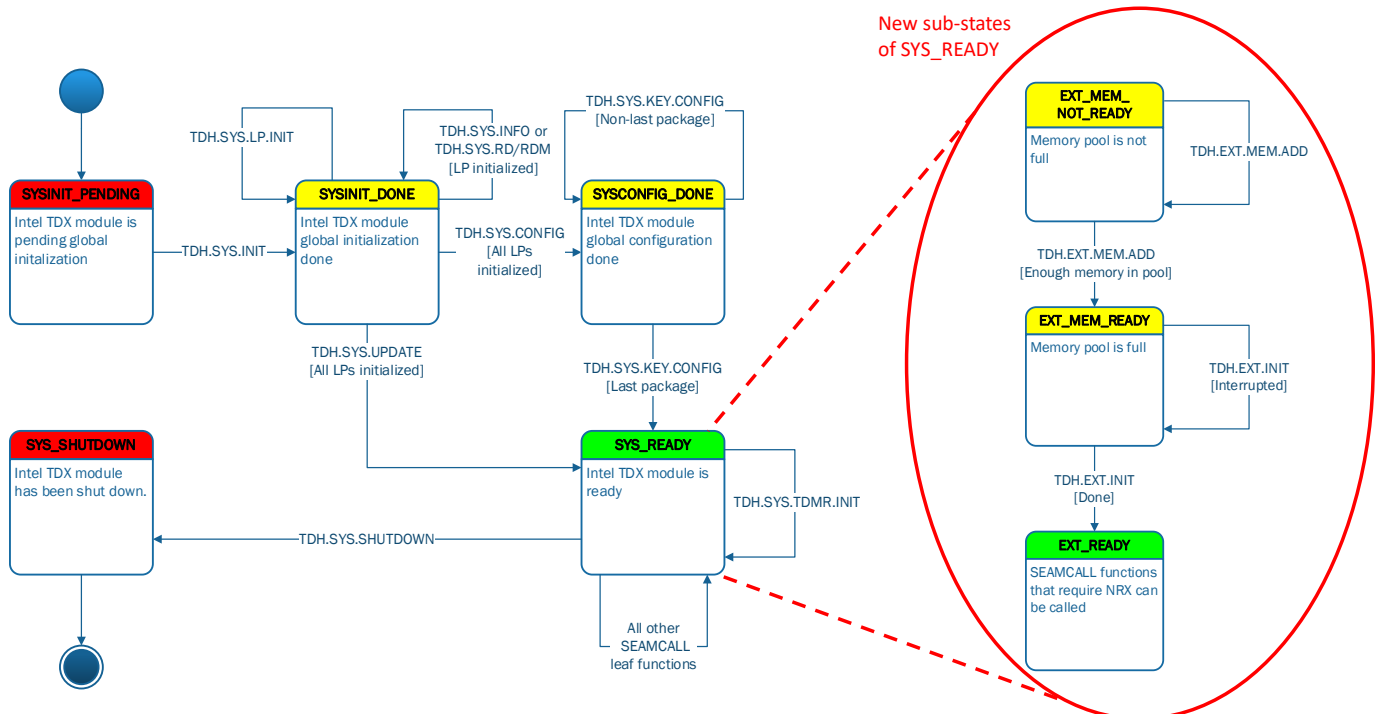 New sub-states
of SYS_READY
TDH.SYS.LP.INIT
TDH.SYS.INFO or
TDH.SYS.RD/RDM
[LP initialized]
TDH.SYS.KEY.CONFIG
[Non-last package]
SYSINIT_PENDING
Intel TDX module is
pending global
initalization
TDH.SYS.INIT
SYSINIT_DONE
Intel TDX module
global initialization
done
TDH.SYS.CONFIG
[All LPs
initialized]
SYSCONFIG_DONE
Intel TDX module
global configuration
done
TDH.SYS.UPDATE
[All LPs initialized]
TDH.SYS.KEY.CONFIG
[Last package]
SYS_SHUTDOWN
Intel TDX module
has been shut down.
TDH.SYS.SHUTDOWN
SYS_READY
Intel TDX module is
ready
TDH.SYS.TDMR.INIT
All other
SEAMCALL
leaf functions
EXT_MEM_
NOT_READY
Memory pool is not
full
TDH.EXT.MEM.ADD
TDH.EXT.MEM.ADD
[Enough memory in pool]
EXT_MEM_READY
Memory pool is full
TDH.EXT.INIT
[Interrupted]
TDH.EXT.INIT
[Done]
EXT_READY
SEAMCALL functions
that require NRX can
be called